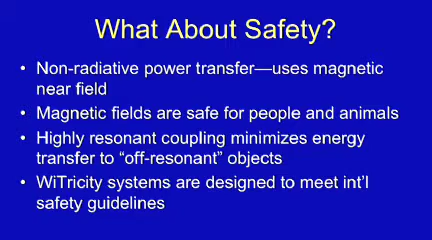 What About Safety?
• Non-radiative power transfer—uses magnetic
near field
• Magnetic fields are safe for people and animals
• Highly resonant coupling minimizes energy
transfer to “off-resonant” objects
• WiTricity systems are designed to meet int’l
safety guidelines